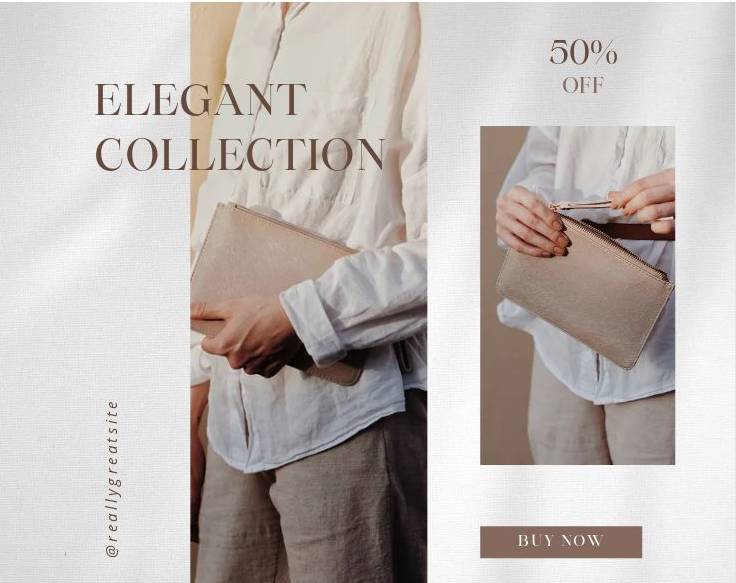 ELEGANT
COLLECTION
50%
OFF
@reallygreatsite
BUY NOW